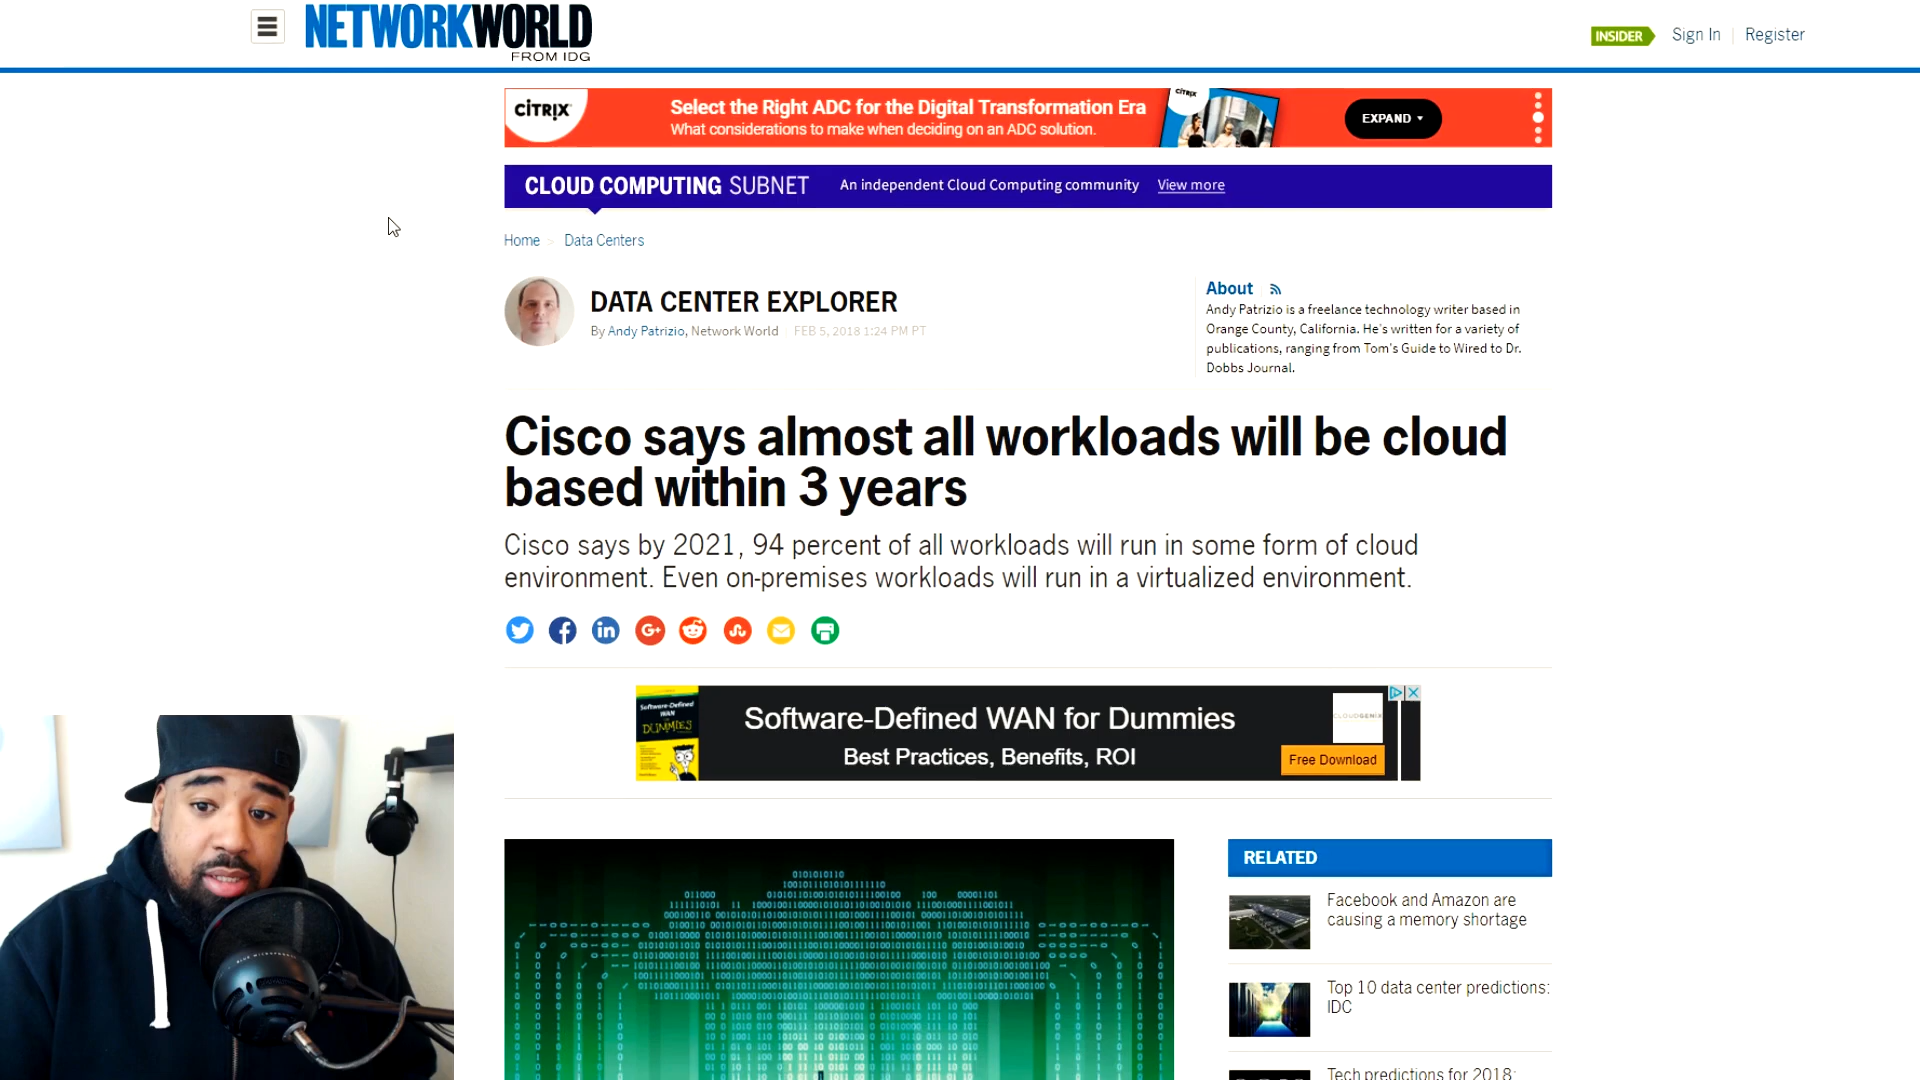 NETWORKWORLD
FROM IDG
INSIDER Sign In Register
CITRIX
Select the Right ADC for the Digital Transformation Era
What considerations to make when deciding on an ADC solution.
CITRIX
EXPAND
CLOUD COMPUTING SUBNET An independent Cloud Computing community View more
Home > Data Centers
DATA CENTER EXPLORER
By Andy Patrizio, Network World | FEB 5, 2018 1:24 PM PT
About
Andy Patrizio is a freelance technology writer based in
Orange County, California. He's written for a variety of
publications, ranging from Tom's Guide to Wired to Dr.
Dobbs Journal.
Cisco says almost all workloads will be cloud
based within 3 years
Cisco says by 2021, 94 percent of all workloads will run in some form of cloud
environment. Even on-premises workloads will run in a virtualized environment.
Software-Defined
WAN
DUMMIES
Software-Defined WAN for Dummies
Best Practices, Benefits, ROI
CLOUDGENIX
Free Download
RELATED
Facebook and Amazon are
causing a memory shortage
Top 10 data center predictions:
IDC
Tech predictions for 2018: